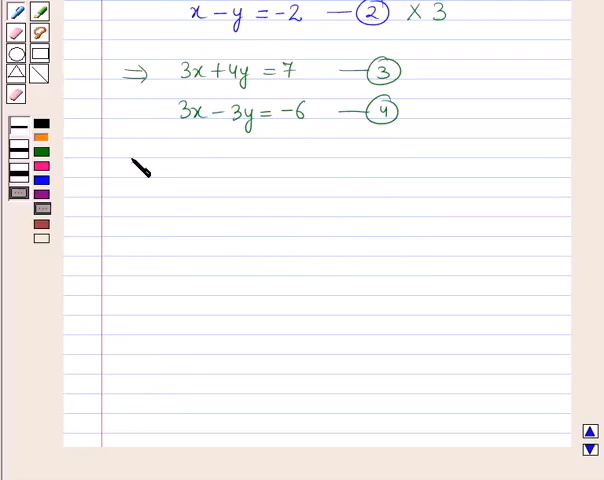 x - y = -2 — ② × 3
⇒ 3x + 4y = 7 — ③
3x - 3y = -6 — ④